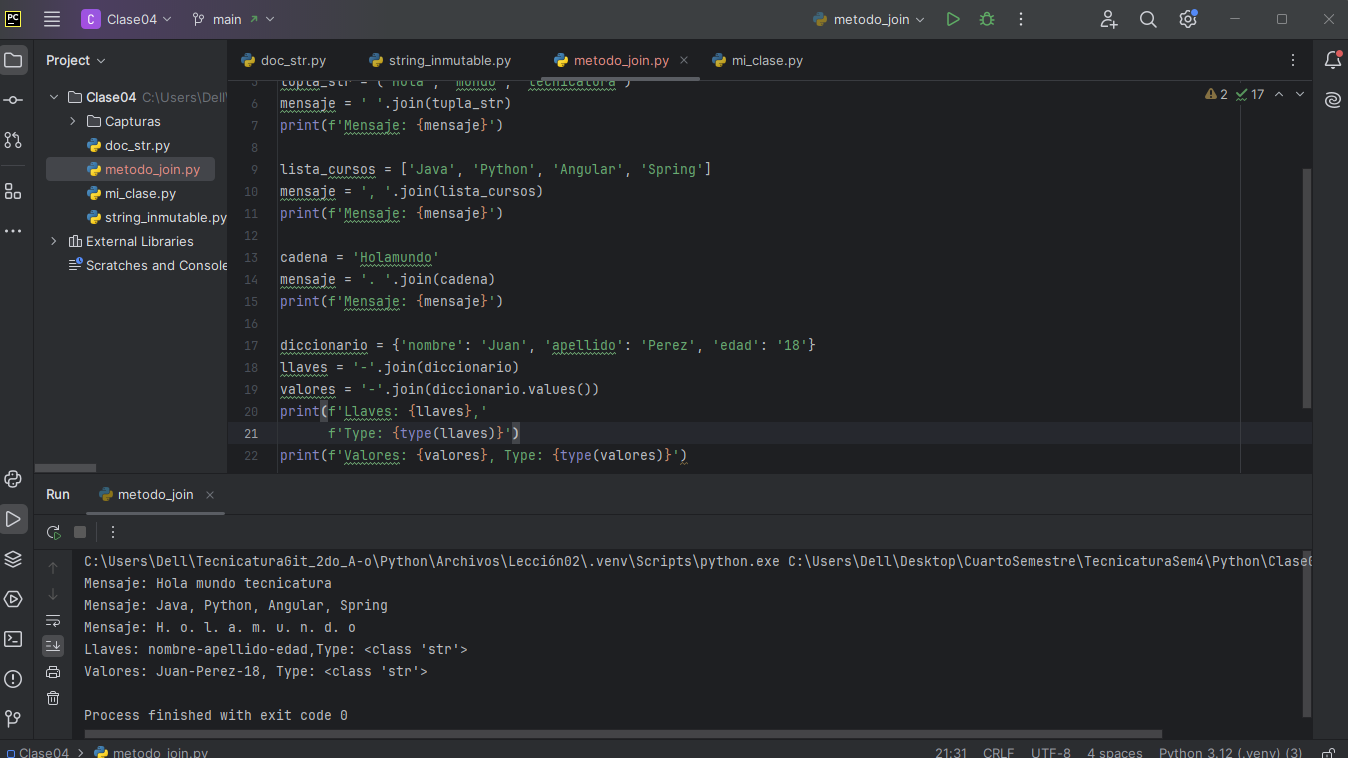 PC
C Clase04 main metodo_join
Project
doc_str.py string_inmutable.py metodo_join.py mi_clase.py
Clase04 C:\Users\Dell\
Capturas
doc_str.py
metodo_join.py
mi_clase.py
string_inmutable.py
External Libraries
Scratches and Console
2 17
5 tupla_str = ('Hola', 'mundo', 'tecnicatura')
6 mensaje = ' '.join(tupla_str)
7 print(f'Mensaje: {mensaje}')
8
9 lista_cursos = ['Java', 'Python', 'Angular', 'Spring']
10 mensaje = ', '.join(lista_cursos)
11 print(f'Mensaje: {mensaje}')
12
13 cadena = 'Holamundo'
14 mensaje = '. '.join(cadena)
15 print(f'Mensaje: {mensaje}')
16
17 diccionario = {'nombre': 'Juan', 'apellido': 'Perez', 'edad': '18'}
18 llaves = '-'.join(diccionario)
19 valores = '-'.join(diccionario.values())
20 print(f'Llaves: {llaves},'
21 f'Type: {type(llaves)}')
22 print(f'Valores: {valores}, Type: {type(valores)}')
Run metodo_join
C:\Users\Dell\TecnicaturaGit_2do_A-o\Python\Archivos\Lección02\.venv\Scripts\python.exe C:\Users\Dell\Desktop\CuartoSemestre\TecnicaturaSem4\Python\Clase0
Mensaje: Hola mundo tecnicatura
Mensaje: Java, Python, Angular, Spring
Mensaje: H. o. l. a. m. u. n. d. o
Llaves: nombre-apellido-edad,Type: <class 'str'>
Valores: Juan-Perez-18, Type: <class 'str'>
Process finished with exit code 0
Clase04 > metodo_join.py 21:31 CRLF UTF-8 4 spaces Python 3.12 (.venv) (3)